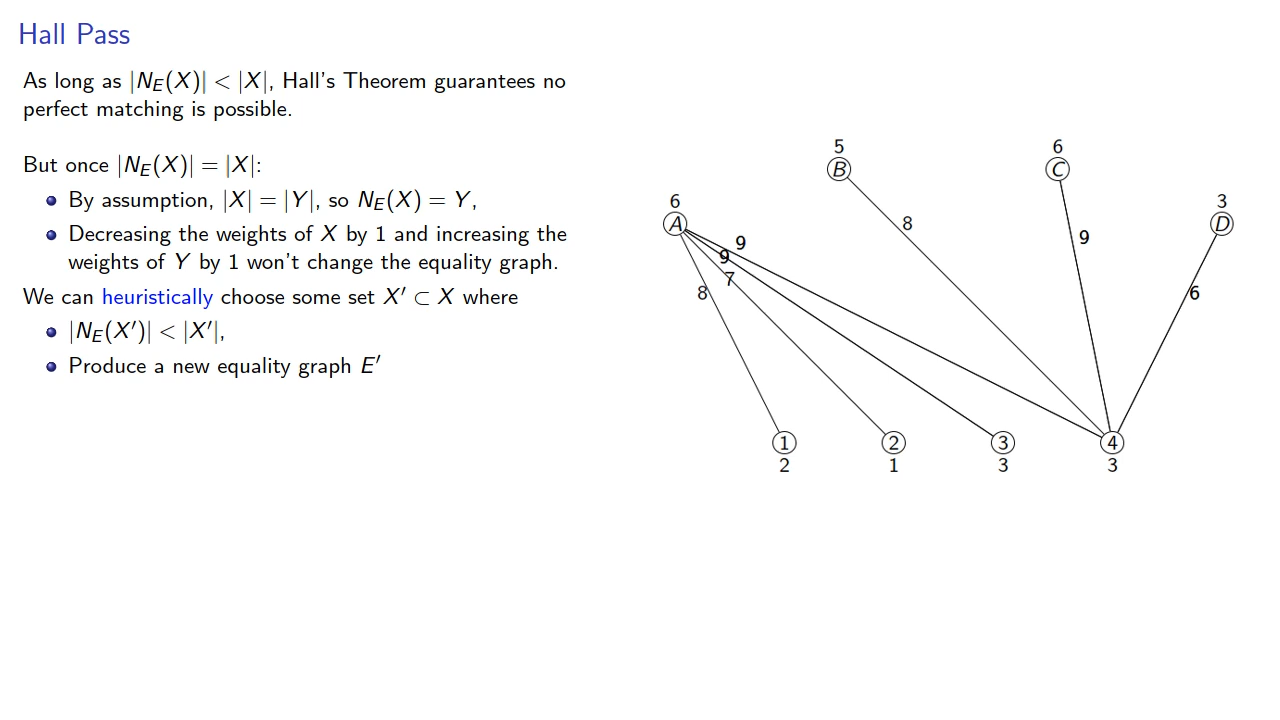 Hall Pass
As long as |N_E(X)| < |X|, Hall's Theorem guarantees no
perfect matching is possible.
But once |N_E(X)| = |X|:
By assumption, |X| = |Y|, so N_E(X) = Y,
Decreasing the weights of X by 1 and increasing the
weights of Y by 1 won't change the equality graph.
We can heuristically choose some set X′ ⊂ X where
|N_E(X′)| < |X′|,
Produce a new equality graph E′
5
6
B
C
6
3
A
D
8
9
9
9
7
8
6
1
2
3
4
2
1
3
3